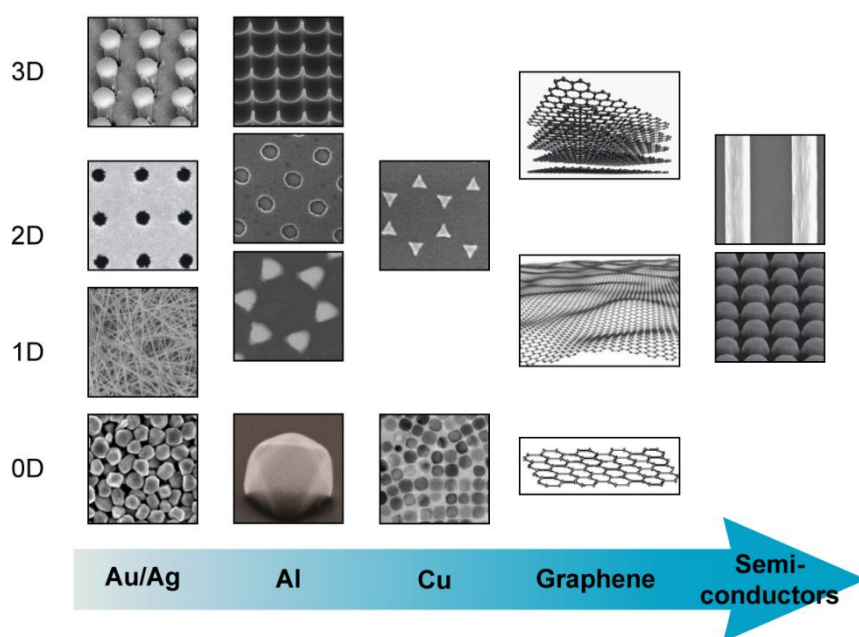 3D
2D
1D
0D
Au/Ag
Al
Cu
Graphene
Semi-
conductors